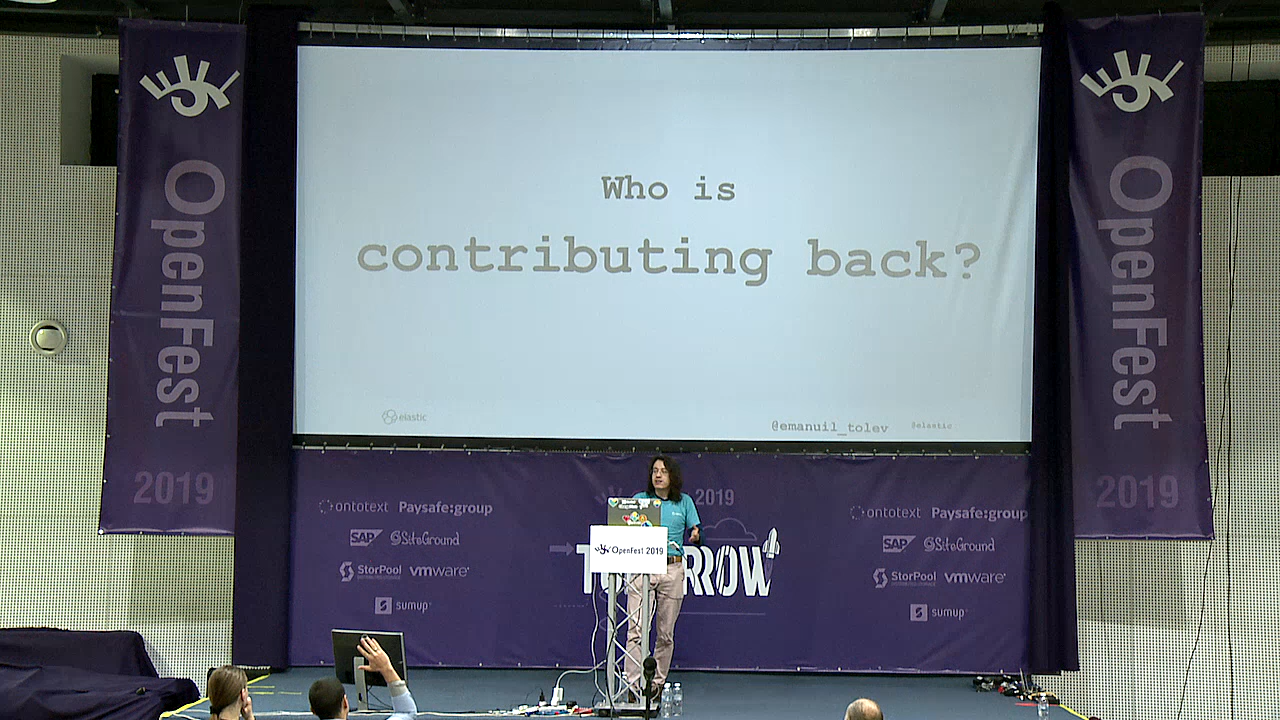 OpenFest
2019
Who is
contributing back?
elastic
@emanuil_tolev
@elastic
OpenFest
2019
ontotext
Paysafe:group
SAP
SiteGround
StorPool
vmware
sumup
2019
OpenFest 2019
ontotext
Paysafe:group
SAP
SiteGround
StorPool
vmware
sumup